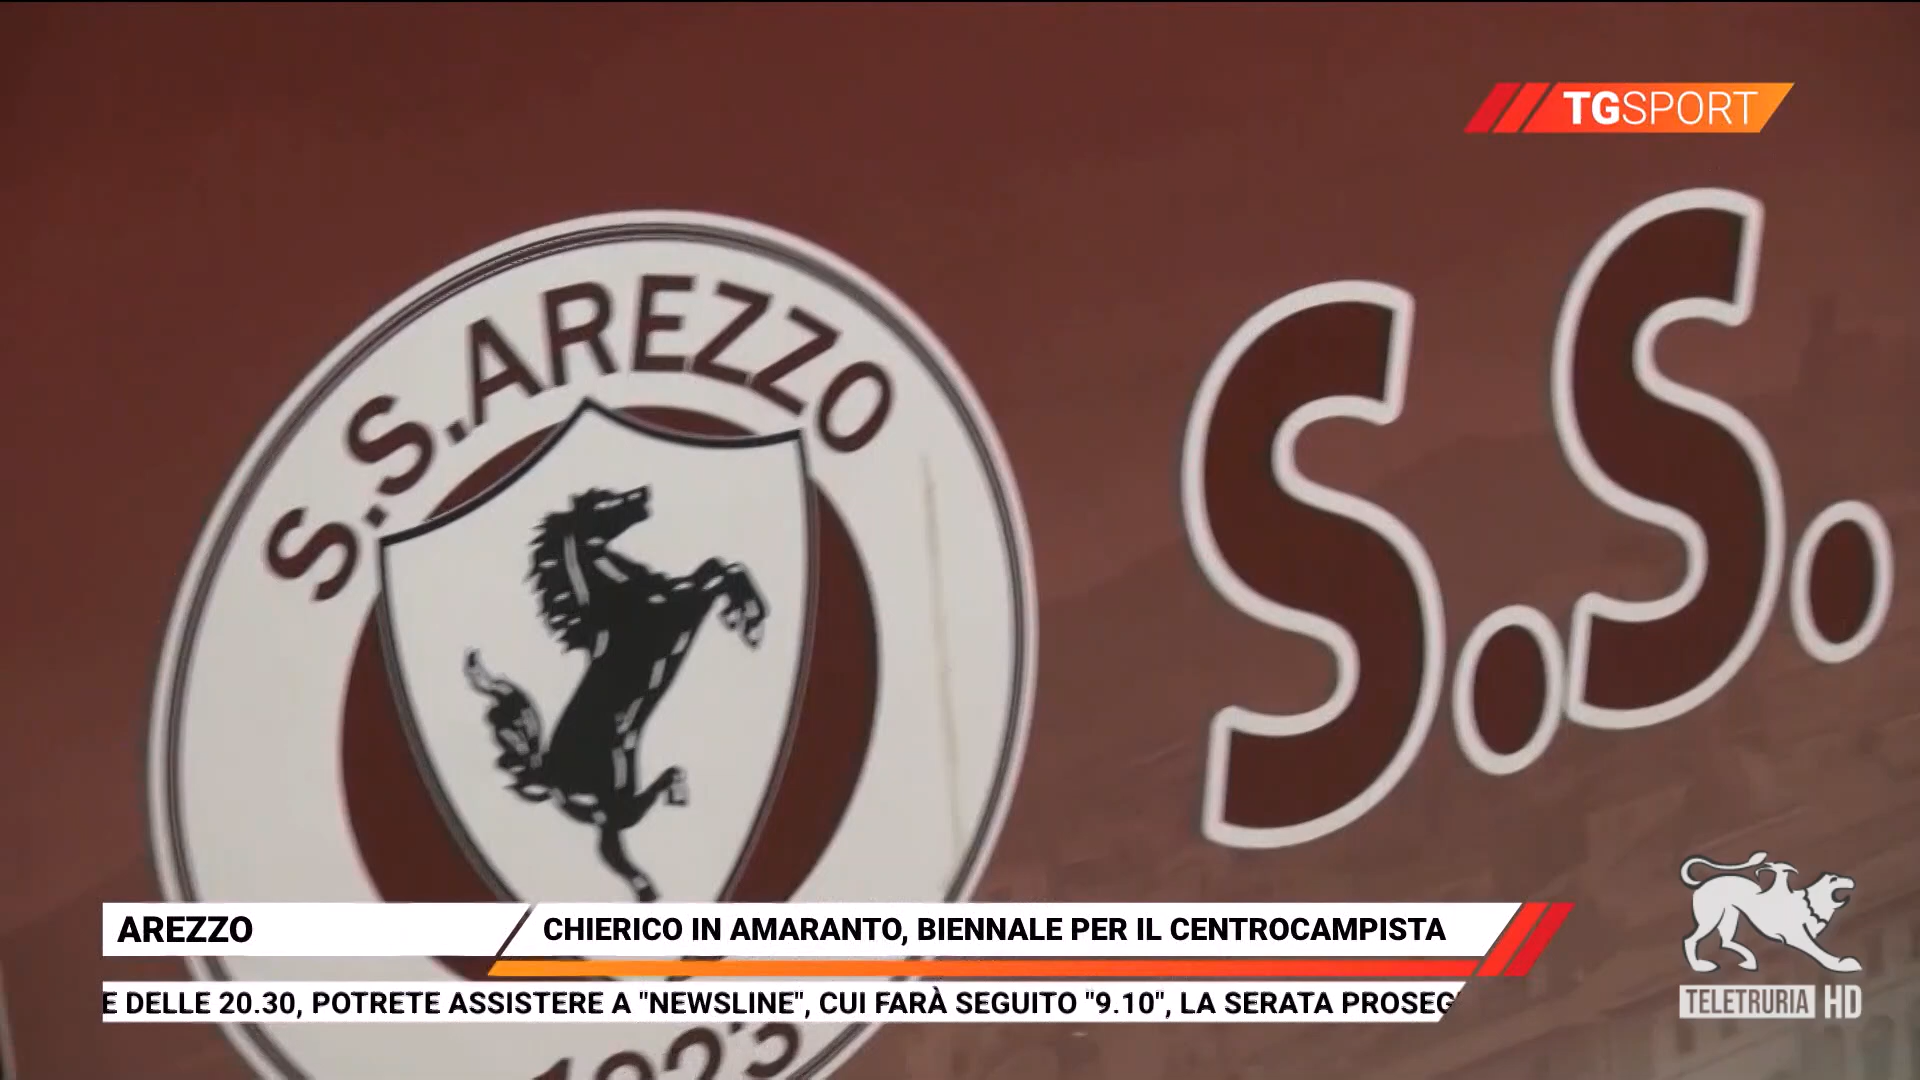 TGSPORT
S.S.AREZZO
S.S.
AREZZO
CHIERICO IN AMARANTO, BIENNALE PER IL CENTROCAMPISTA
E DELLE 20.30, POTRETE ASSISTERE A "NEWSLINE", CUI FARÀ SEGUITO "9.10", LA SERATA PROSEG
1923
TELETRURIA HD